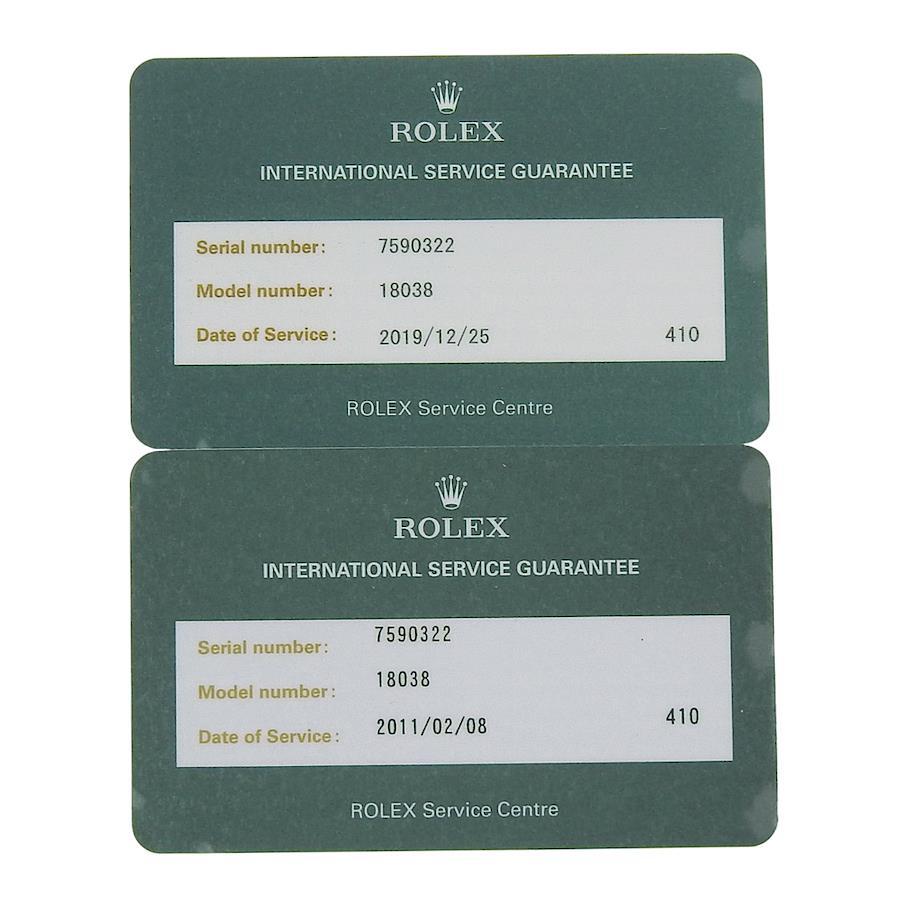 ROLEX
INTERNATIONAL SERVICE GUARANTEE
Serial number: 7590322
Model number: 18038
Date of Service: 2019/12/25 410
ROLEX Service Centre
ROLEX
INTERNATIONAL SERVICE GUARANTEE
Serial number: 7590322
Model number: 18038
Date of Service: 2011/02/08 410
ROLEX Service Centre